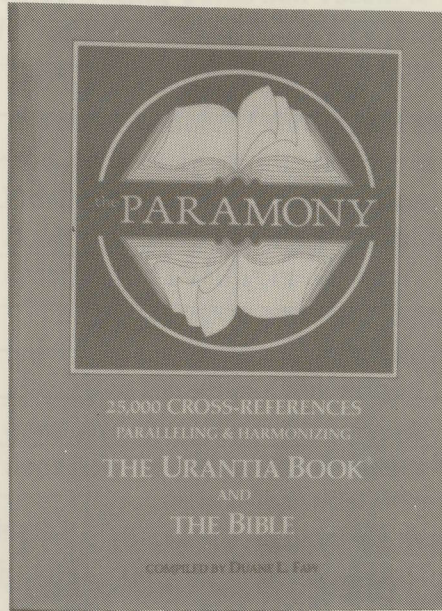 the PARAMONY
25,000 CROSS-REFERENCES
PARALLELING & HARMONIZING
THE URANTIA BOOK®
AND
THE BIBLE
COMPILED BY DUANE L. FAW